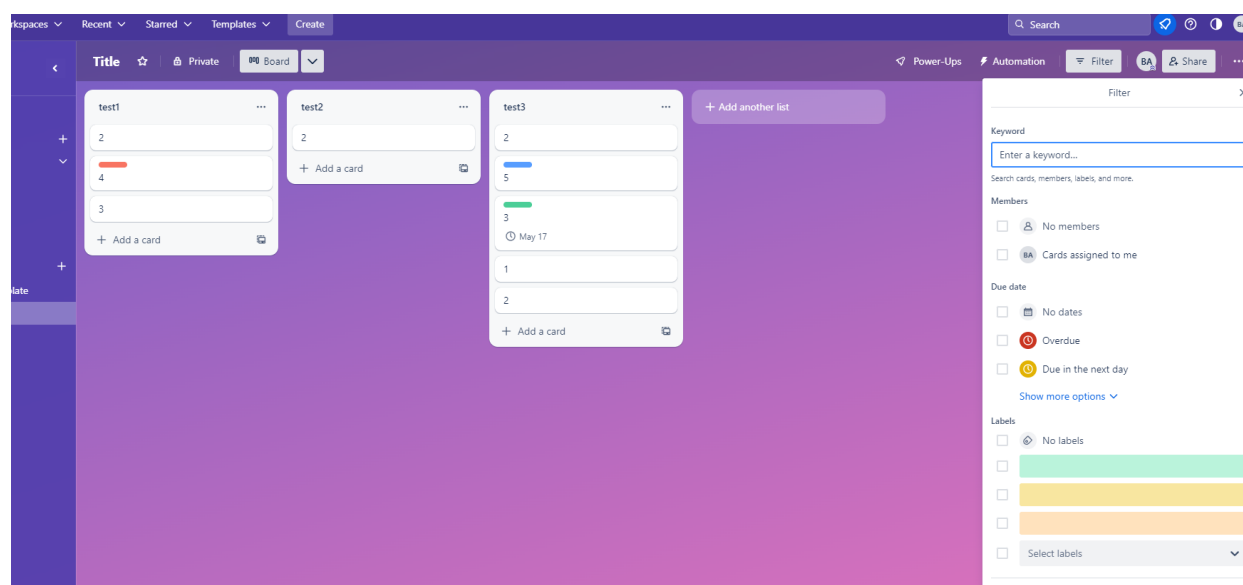 rkspaces Recent Starred Templates Create Search
Title Private Board Power-Ups Automation Filter BA Share
late
test1
2
4
3
+ Add a card
test2
2
+ Add a card
test3
2
5
3
May 17
1
2
+ Add a card
+ Add another list
Filter
Keyword
Enter a keyword...
Search cards, members, labels, and more.
Members
No members
BA Cards assigned to me
Due date
No dates
Overdue
Due in the next day
Show more options
Labels
No labels
Select labels